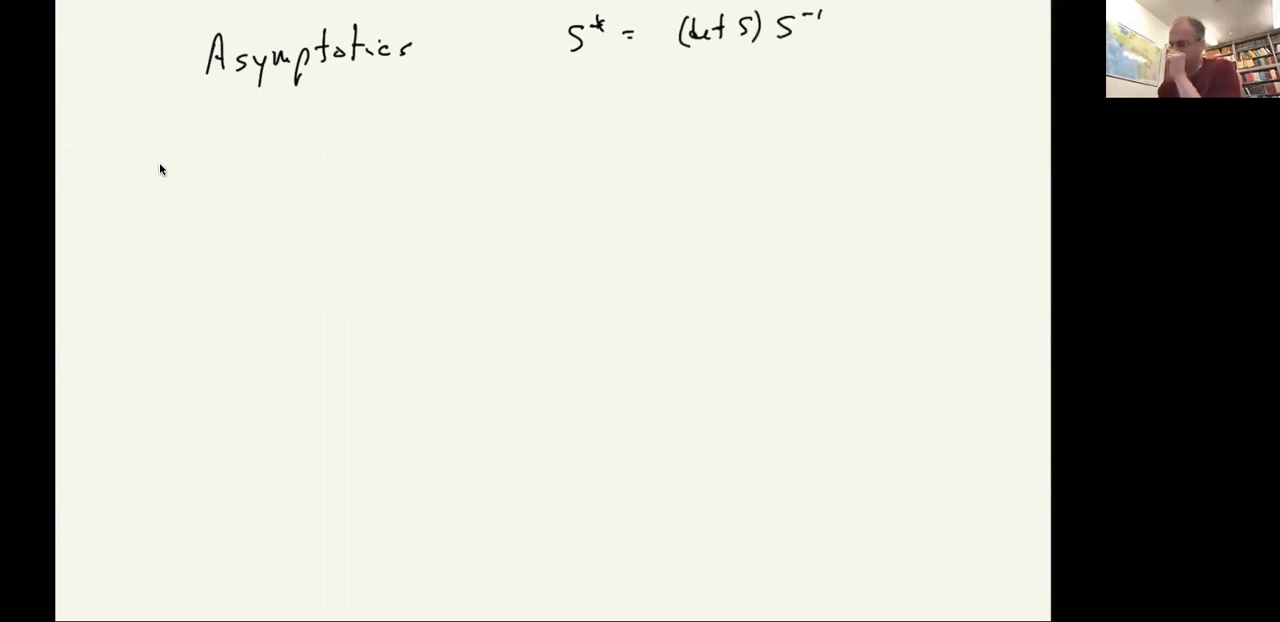 Asymptotics
S* = (det S) S⁻¹